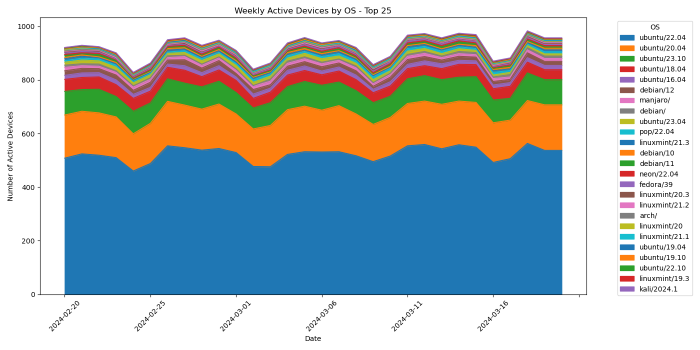 Weekly Active Devices by OS - Top 25
OS
ubuntu/22.04
ubuntu/20.04
ubuntu/23.10
ubuntu/18.04
ubuntu/16.04
debian/12
manjaro/
debian/
ubuntu/23.04
pop/22.04
linuxmint/21.3
debian/10
debian/11
neon/22.04
fedora/39
linuxmint/20.3
linuxmint/21.2
arch/
linuxmint/20
linuxmint/21.1
ubuntu/19.04
ubuntu/19.10
ubuntu/22.10
linuxmint/19.3
kali/2024.1
Number of Active Devices
1000
800
600
400
200
0
2024-02-20
2024-02-25
2024-03-01
2024-03-06
2024-03-11
2024-03-16
Date